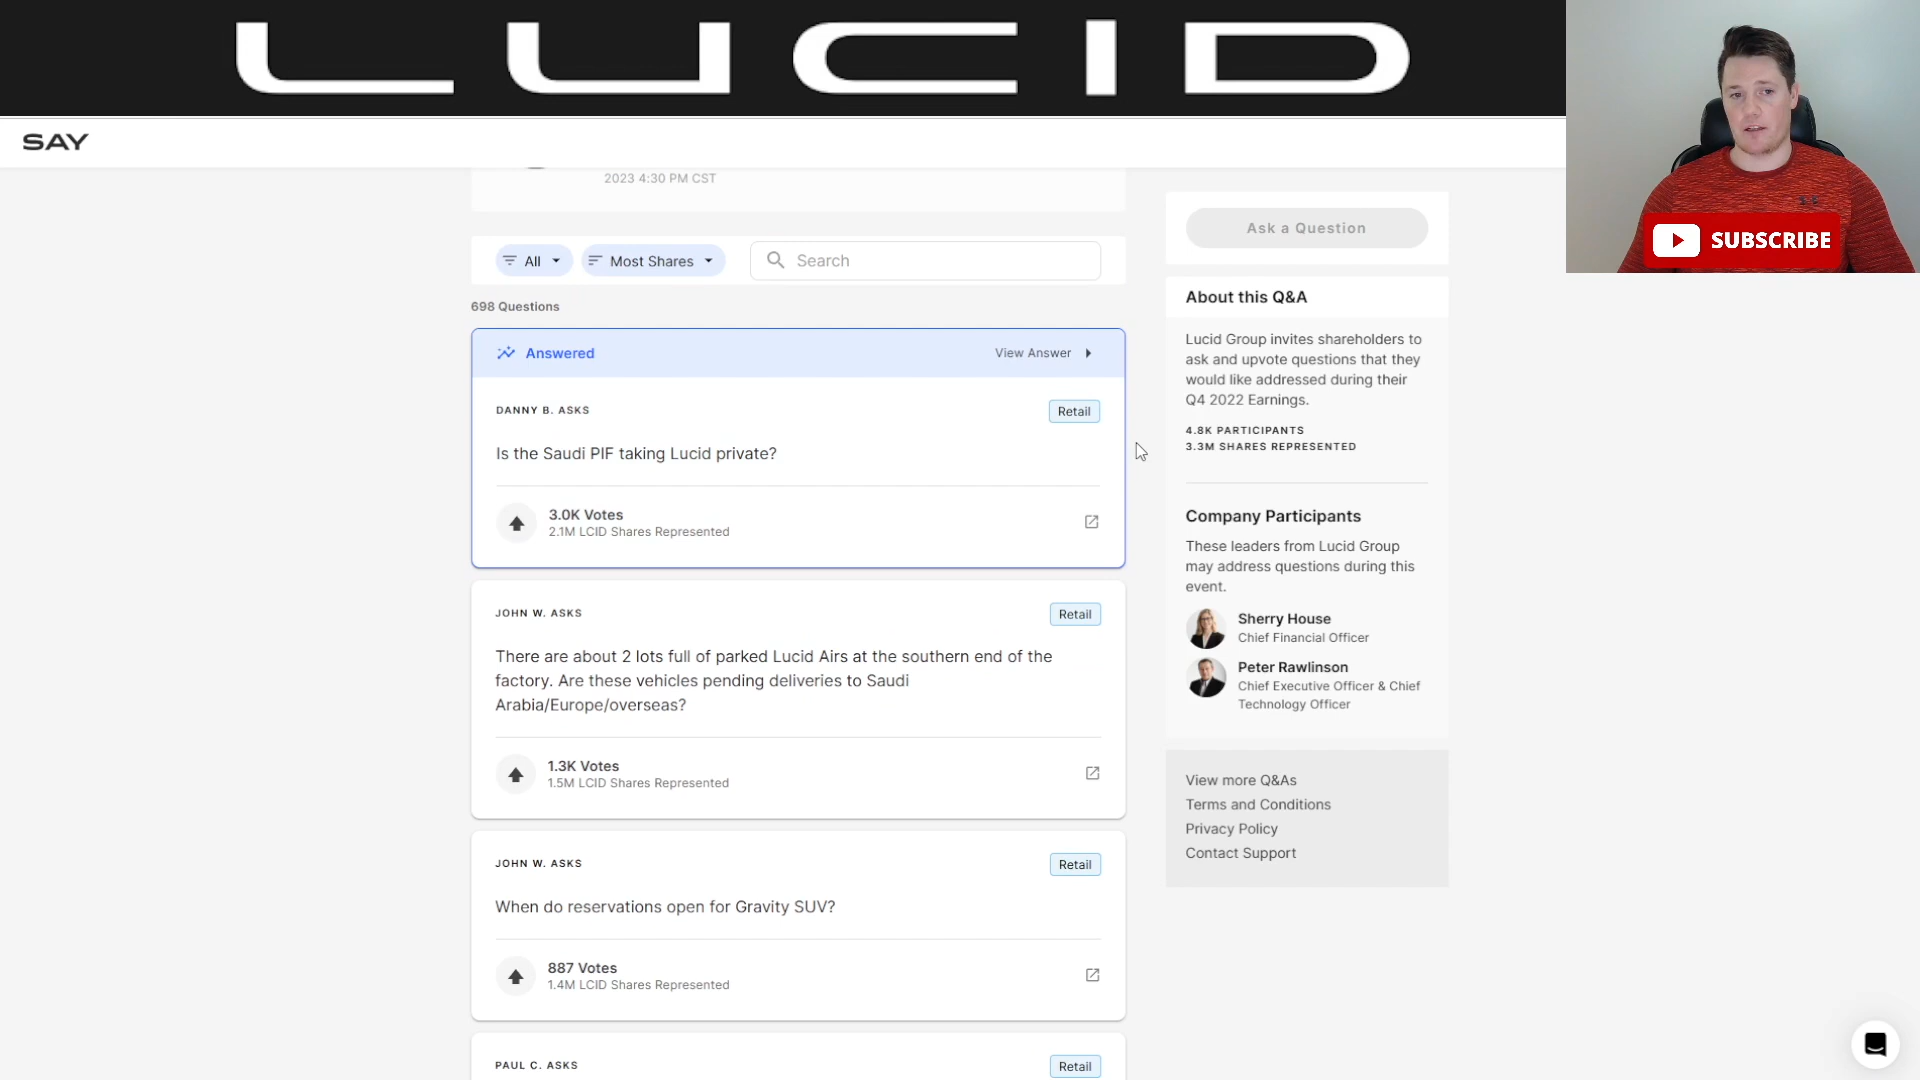 LUCID
SAY
2023 4:30 PM CST
All
Most Shares
Search
698 Questions
Answered
View Answer
DANNY B. ASKS
Retail
Is the Saudi PIF taking Lucid private?
3.0K Votes
2.1M LCID Shares Represented
JOHN W. ASKS
Retail
There are about 2 lots full of parked Lucid Airs at the southern end of the
factory. Are these vehicles pending deliveries to Saudi
Arabia/Europe/overseas?
1.3K Votes
1.5M LCID Shares Represented
JOHN W. ASKS
Retail
When do reservations open for Gravity SUV?
887 Votes
1.4M LCID Shares Represented
PAUL C. ASKS
Retail
Ask a Question
About this Q&A
Lucid Group invites shareholders to
ask and upvote questions that they
would like addressed during their
Q4 2022 Earnings.
4.8K PARTICIPANTS
3.3M SHARES REPRESENTED
Company Participants
These leaders from Lucid Group
may address questions during this
event.
Sherry House
Chief Financial Officer
Peter Rawlinson
Chief Executive Officer & Chief
Technology Officer
View more Q&As
Terms and Conditions
Privacy Policy
Contact Support
SUBSCRIBE